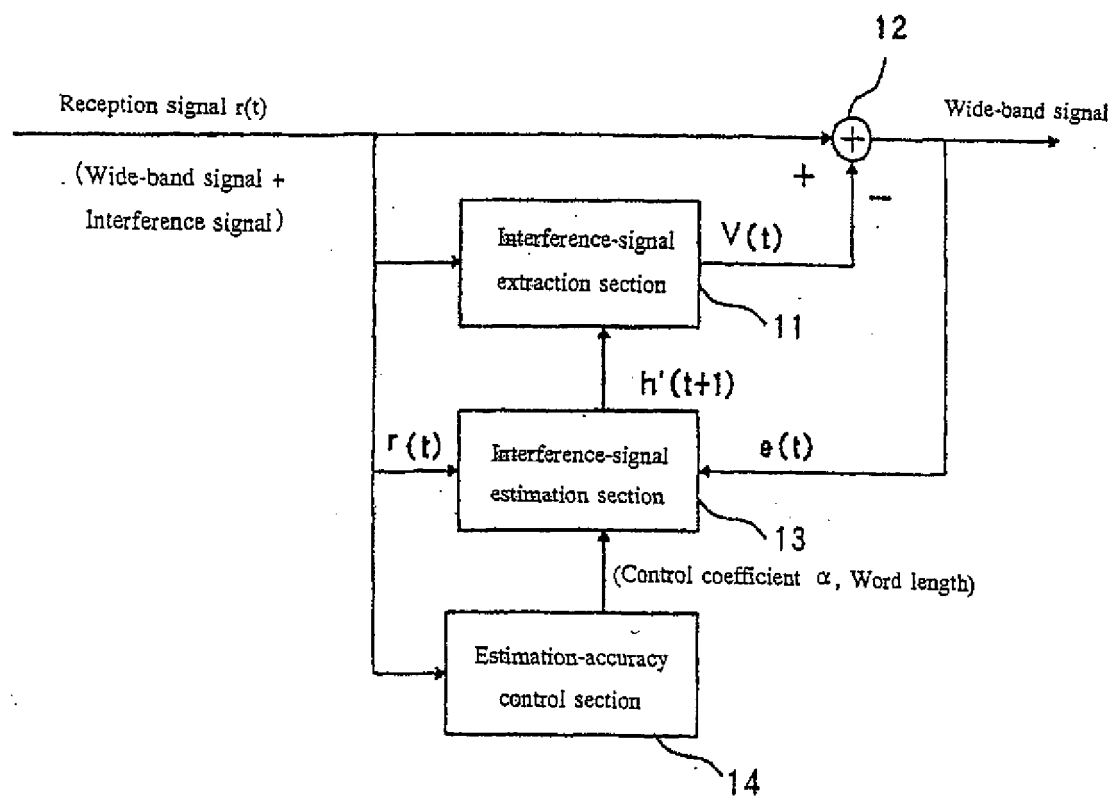 12
Reception signal r(t)
Wide-band signal
(Wide-band signal +
Interference signal)
+
+
−
Interference-signal
extraction section
V(t)
11
h'(t+1)
r(t)
Interference-signal
estimation section
e(t)
13
(Control coefficient α, Word length)
Estimation-accuracy
control section
14